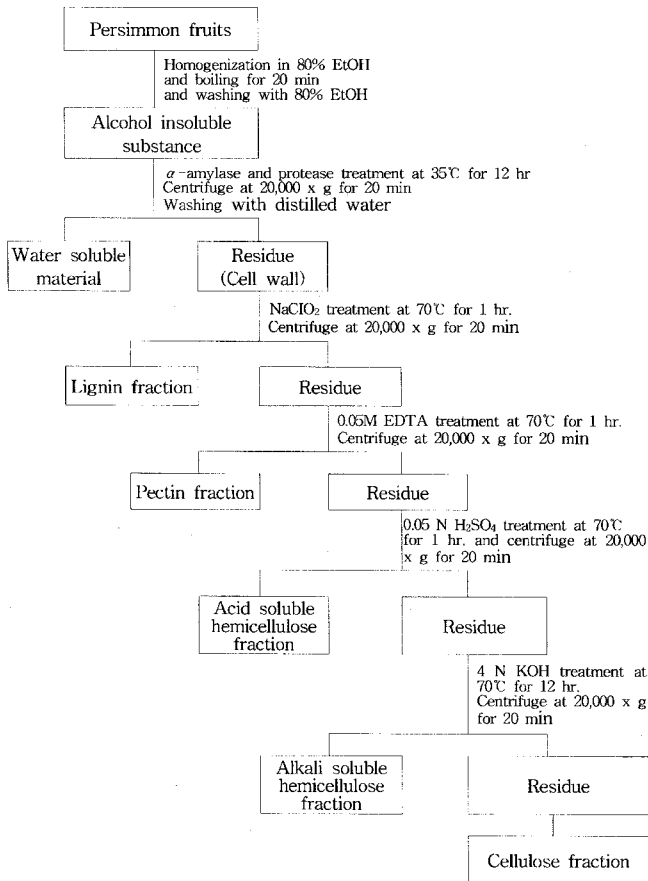 Persimmon fruits
Homogenization in 80% EtOH
and boiling for 20 min
and washing with 80% EtOH
Alcohol insoluble
substance
α-amylase and protease treatment at 35℃ for 12 hr
Centrifuge at 20,000 x g for 20 min
Washing with distilled water
Water soluble
material
Residue
(Cell wall)
NaClO₂ treatment at 70℃ for 1 hr.
Centrifuge at 20,000 x g for 20 min
Lignin fraction
Residue
0.05M EDTA treatment at 70℃ for 1 hr.
Centrifuge at 20,000 x g for 20 min
Pectin fraction
Residue
0.05 N H₂SO₄ treatment at 70℃
for 1 hr. and centrifuge at 20,000
x g for 20 min
Acid soluble
hemicellulose
fraction
Residue
4 N KOH treatment at
70℃ for 12 hr.
Centrifuge at 20,000 x g
for 20 min
Alkali soluble
hemicellulose
fraction
Residue
Cellulose fraction